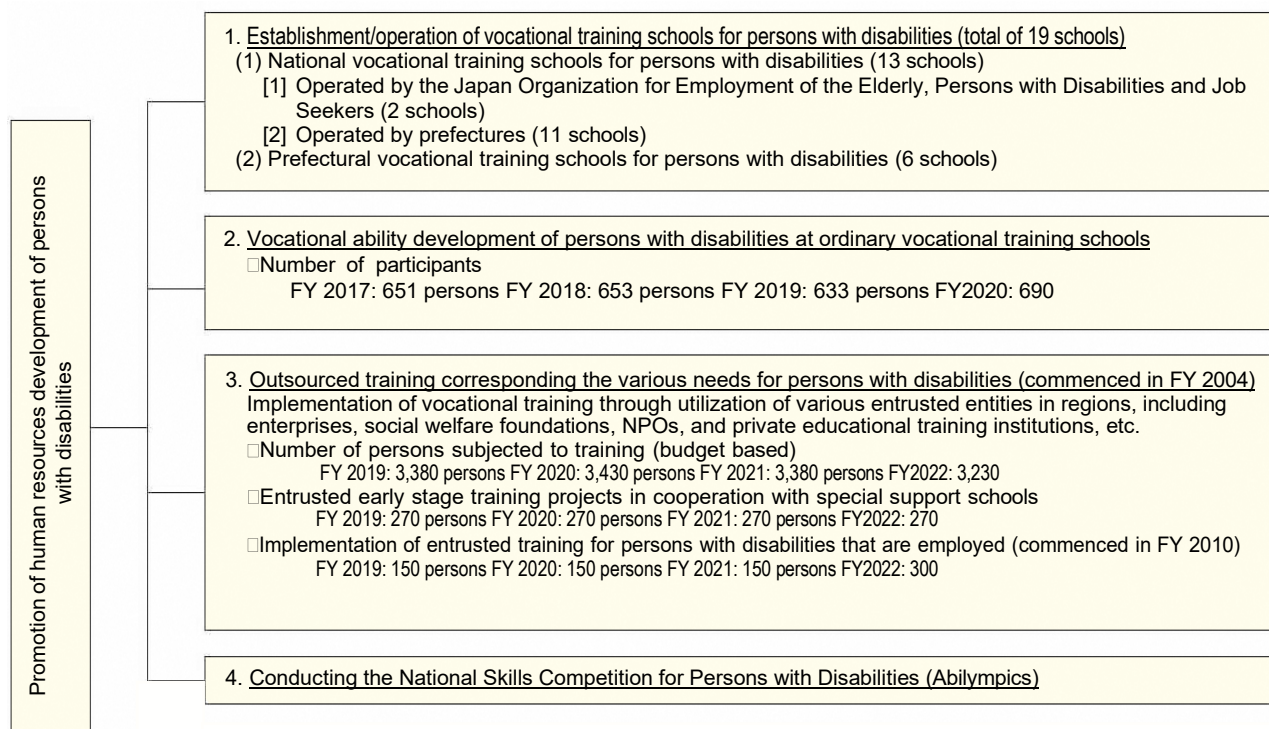 Promotion of human resources development of persons
with disabilities
1. Establishment/operation of vocational training schools for persons with disabilities (total of 19 schools)
(1) National vocational training schools for persons with disabilities (13 schools)
[1] Operated by the Japan Organization for Employment of the Elderly, Persons with Disabilities and Job
Seekers (2 schools)
[2] Operated by prefectures (11 schools)
(2) Prefectural vocational training schools for persons with disabilities (6 schools)
2. Vocational ability development of persons with disabilities at ordinary vocational training schools
□Number of participants
FY 2017: 651 persons FY 2018: 653 persons FY 2019: 633 persons FY2020: 690
3. Outsourced training corresponding the various needs for persons with disabilities (commenced in FY 2004)
Implementation of vocational training through utilization of various entrusted entities in regions, including
enterprises, social welfare foundations, NPOs, and private educational training institutions, etc.
□Number of persons subjected to training (budget based)
FY 2019: 3,380 persons FY 2020: 3,430 persons FY 2021: 3,380 persons FY2022: 3,230
□Entrusted early stage training projects in cooperation with special support schools
FY 2019: 270 persons FY 2020: 270 persons FY 2021: 270 persons FY2022: 270
□Implementation of entrusted training for persons with disabilities that are employed (commenced in FY 2010)
FY 2019: 150 persons FY 2020: 150 persons FY 2021: 150 persons FY2022: 300
4. Conducting the National Skills Competition for Persons with Disabilities (Abilympics)